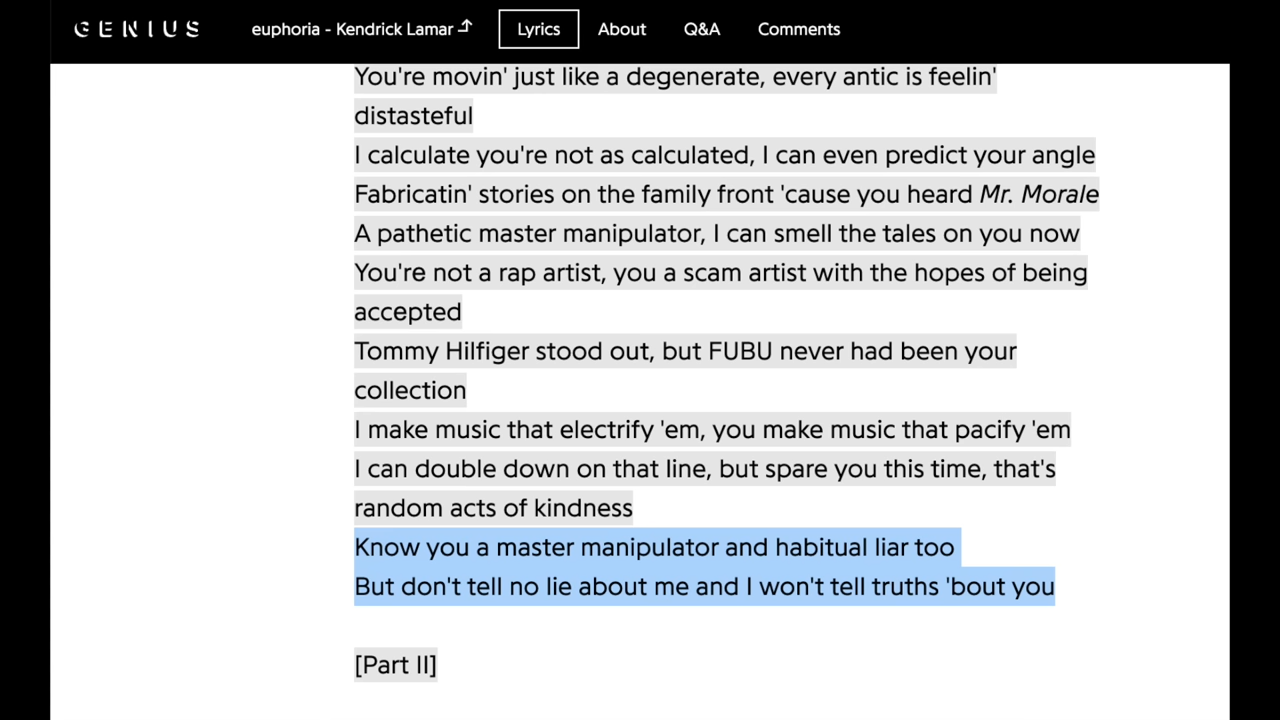 GENIUS euphoria - Kendrick Lamar Lyrics About Q&A Comments
You're movin' just like a degenerate, every antic is feelin'
distasteful
I calculate you're not as calculated, I can even predict your angle
Fabricatin' stories on the family front 'cause you heard Mr. Morale
A pathetic master manipulator, I can smell the tales on you now
You're not a rap artist, you a scam artist with the hopes of being
accepted
Tommy Hilfiger stood out, but FUBU never had been your
collection
I make music that electrify 'em, you make music that pacify 'em
I can double down on that line, but spare you this time, that's
random acts of kindness
Know you a master manipulator and habitual liar too
But don't tell no lie about me and I won't tell truths 'bout you
[Part II]